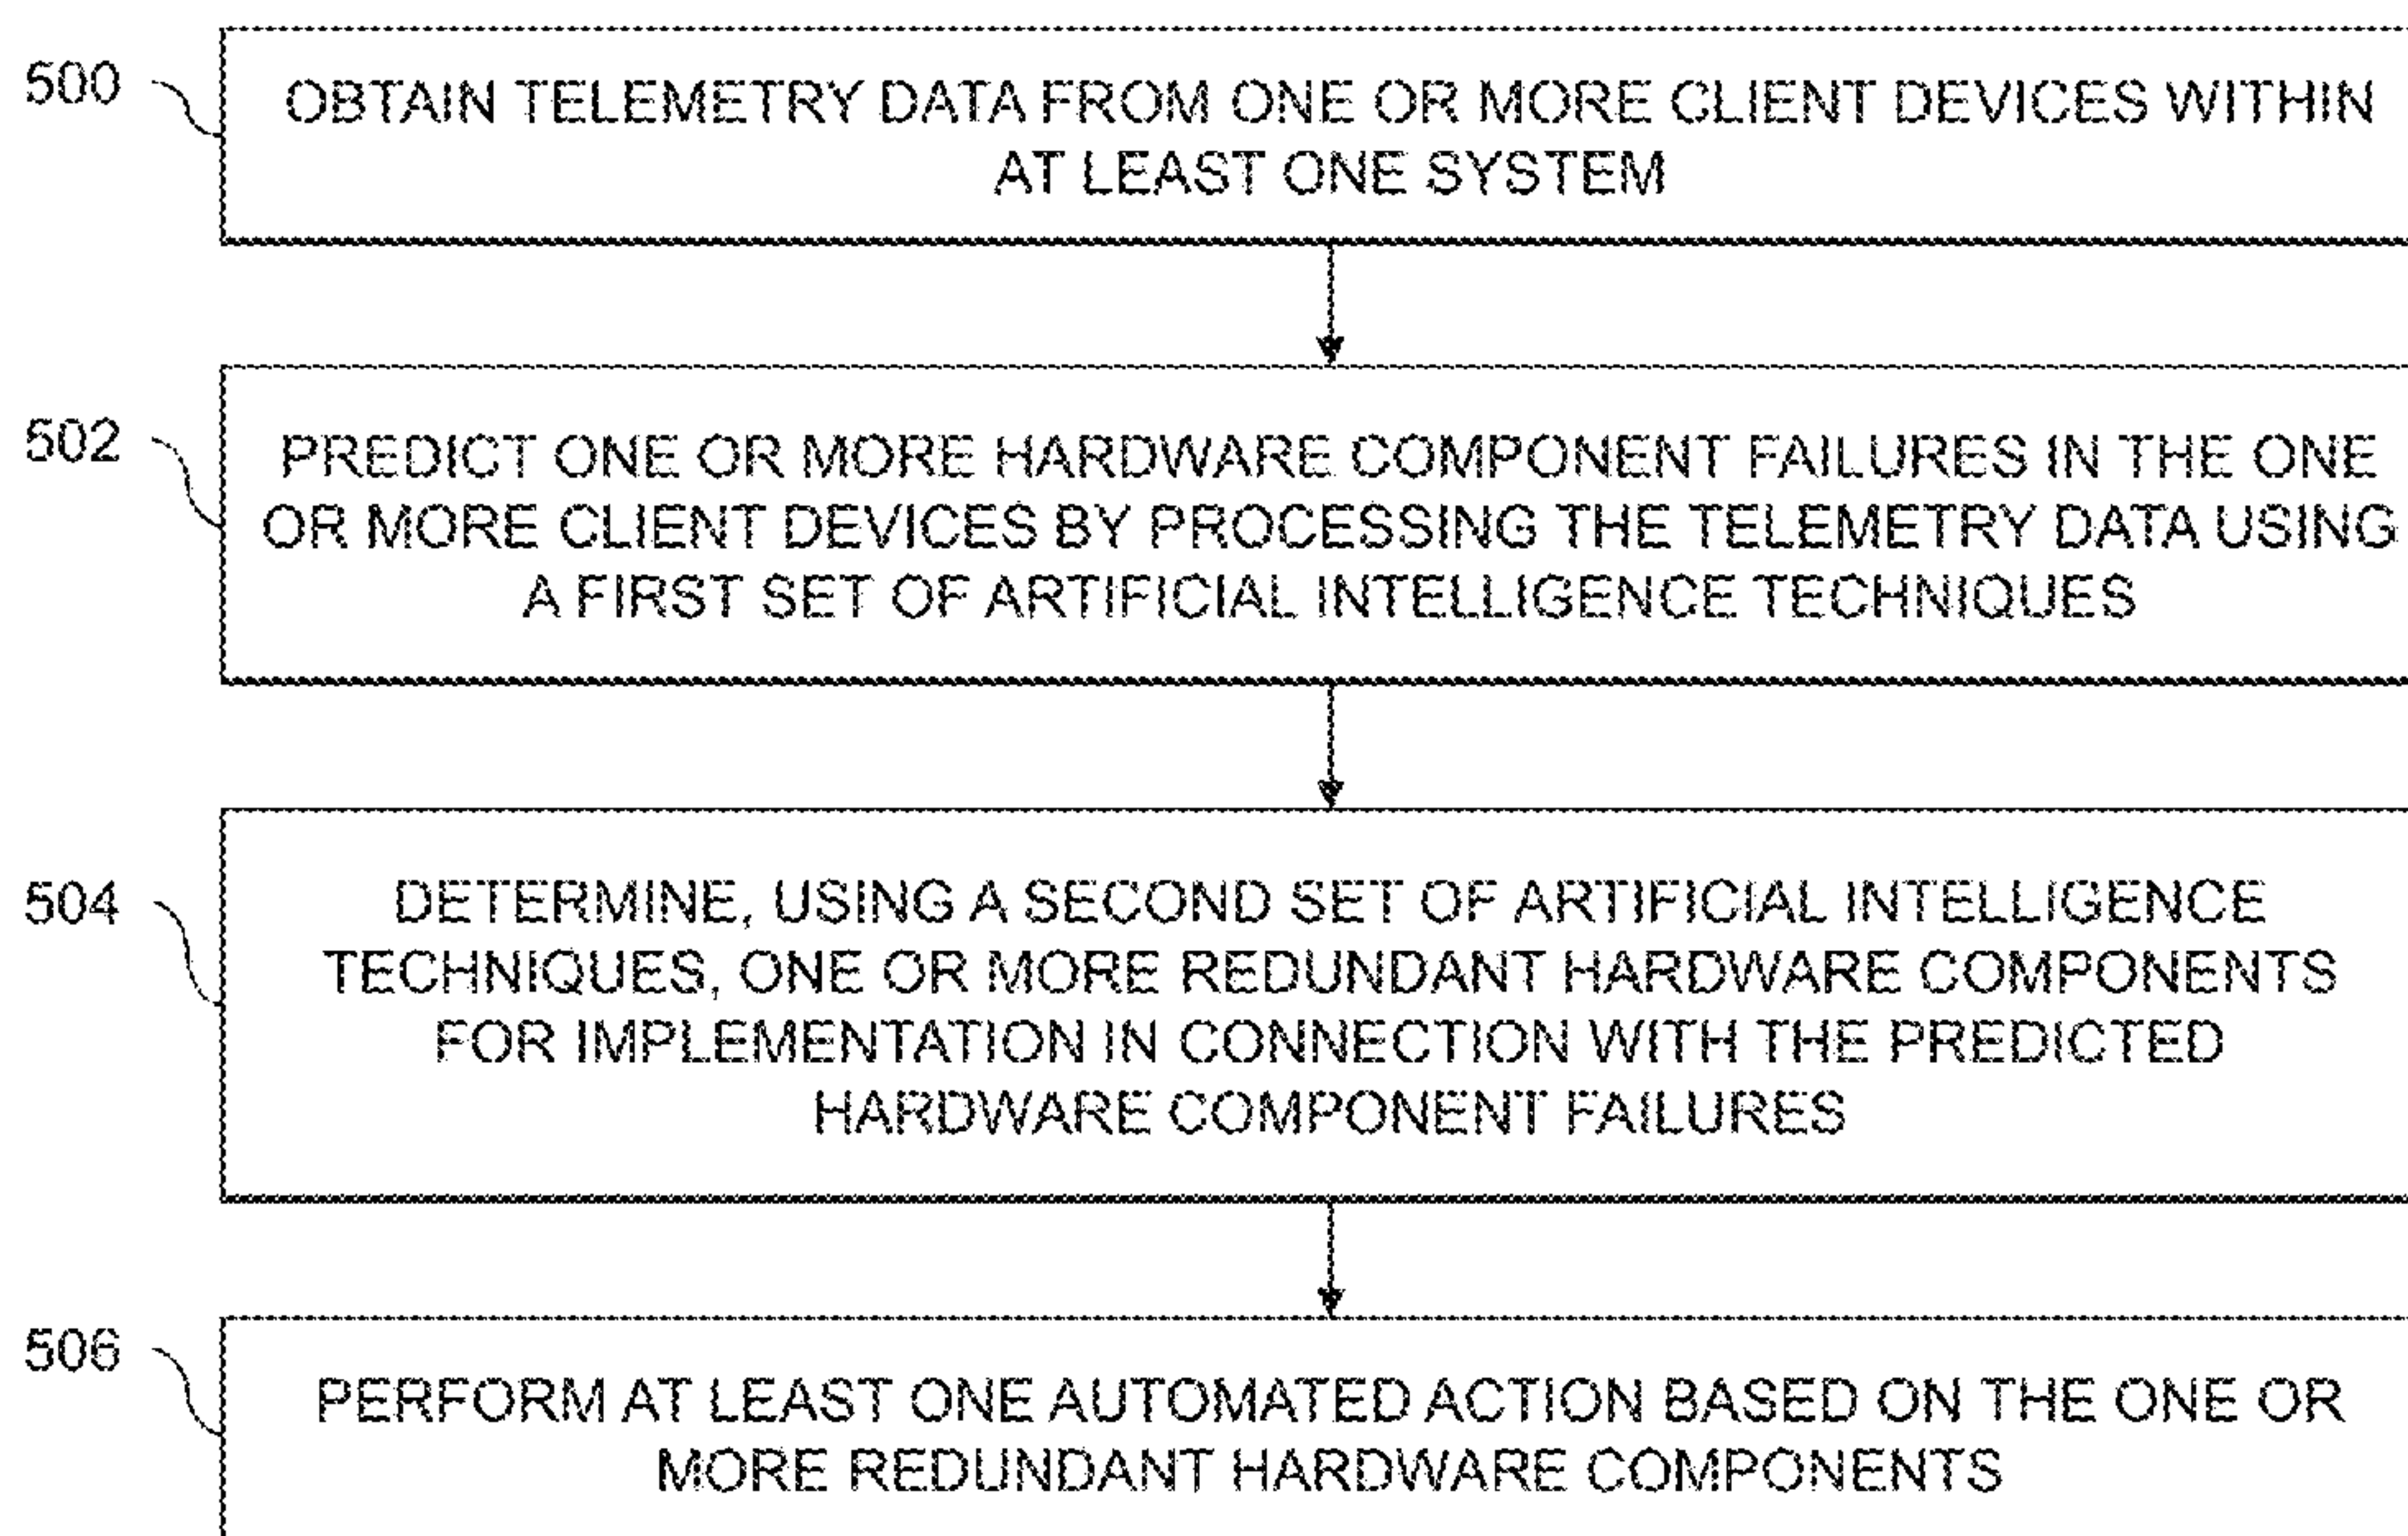 500
OBTAIN TELEMETRY DATA FROM ONE OR MORE CLIENT DEVICES WITHIN
AT LEAST ONE SYSTEM
502
PREDICT ONE OR MORE HARDWARE COMPONENT FAILURES IN THE ONE
OR MORE CLIENT DEVICES BY PROCESSING THE TELEMETRY DATA USING
A FIRST SET OF ARTIFICIAL INTELLIGENCE TECHNIQUES
504
DETERMINE, USING A SECOND SET OF ARTIFICIAL INTELLIGENCE
TECHNIQUES, ONE OR MORE REDUNDANT HARDWARE COMPONENTS
FOR IMPLEMENTATION IN CONNECTION WITH THE PREDICTED
HARDWARE COMPONENT FAILURES
506
PERFORM AT LEAST ONE AUTOMATED ACTION BASED ON THE ONE OR
MORE REDUNDANT HARDWARE COMPONENTS